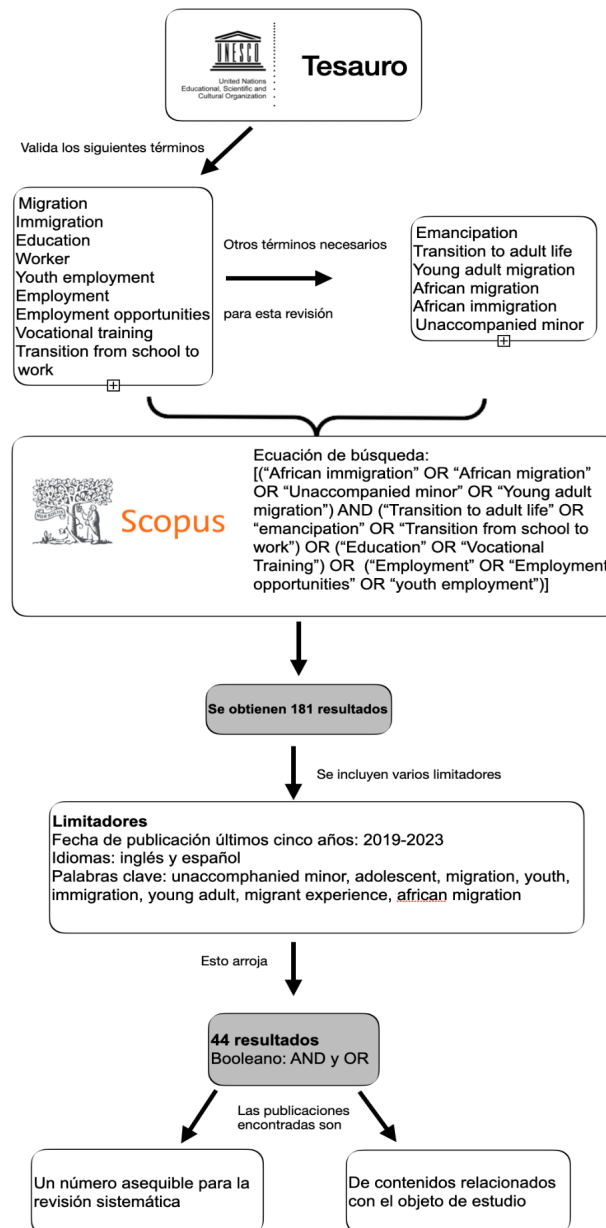 UNESCO
United Nations
Educational, Scientific and
Cultural Organization
Tesauro
Valida los siguientes términos
Migration
Immigration
Education
Worker
Youth employment
Employment
Employment opportunities
Vocational training
Transition from school to
work
Otros términos necesarios
para esta revisión
Emancipation
Transition to adult life
Young adult migration
African migration
African immigration
Unaccompanied minor
Scopus
Ecuación de búsqueda:
[(“African immigration” OR “African migration”
OR “Unaccompanied minor” OR “Young adult
migration”) AND (“Transition to adult life” OR
“emancipation” OR “Transition from school to
work”) OR (“Education” OR “Vocational
Training”) OR (“Employment” OR “Employment
opportunities” OR “youth employment”)]
Se obtienen 181 resultados
Se incluyen varios limitadores
Limitadores
Fecha de publicación últimos cinco años: 2019-2023
Idiomas: inglés y español
Palabras clave: unaccomphanied minor, adolescent, migration, youth,
immigration, young adult, migrant experience, african migration
Esto arroja
44 resultados
Booleano: AND y OR
Las publicaciones
encontradas son
Un número asequible para la
revisión sistemática
De contenidos relacionados
con el objeto de estudio